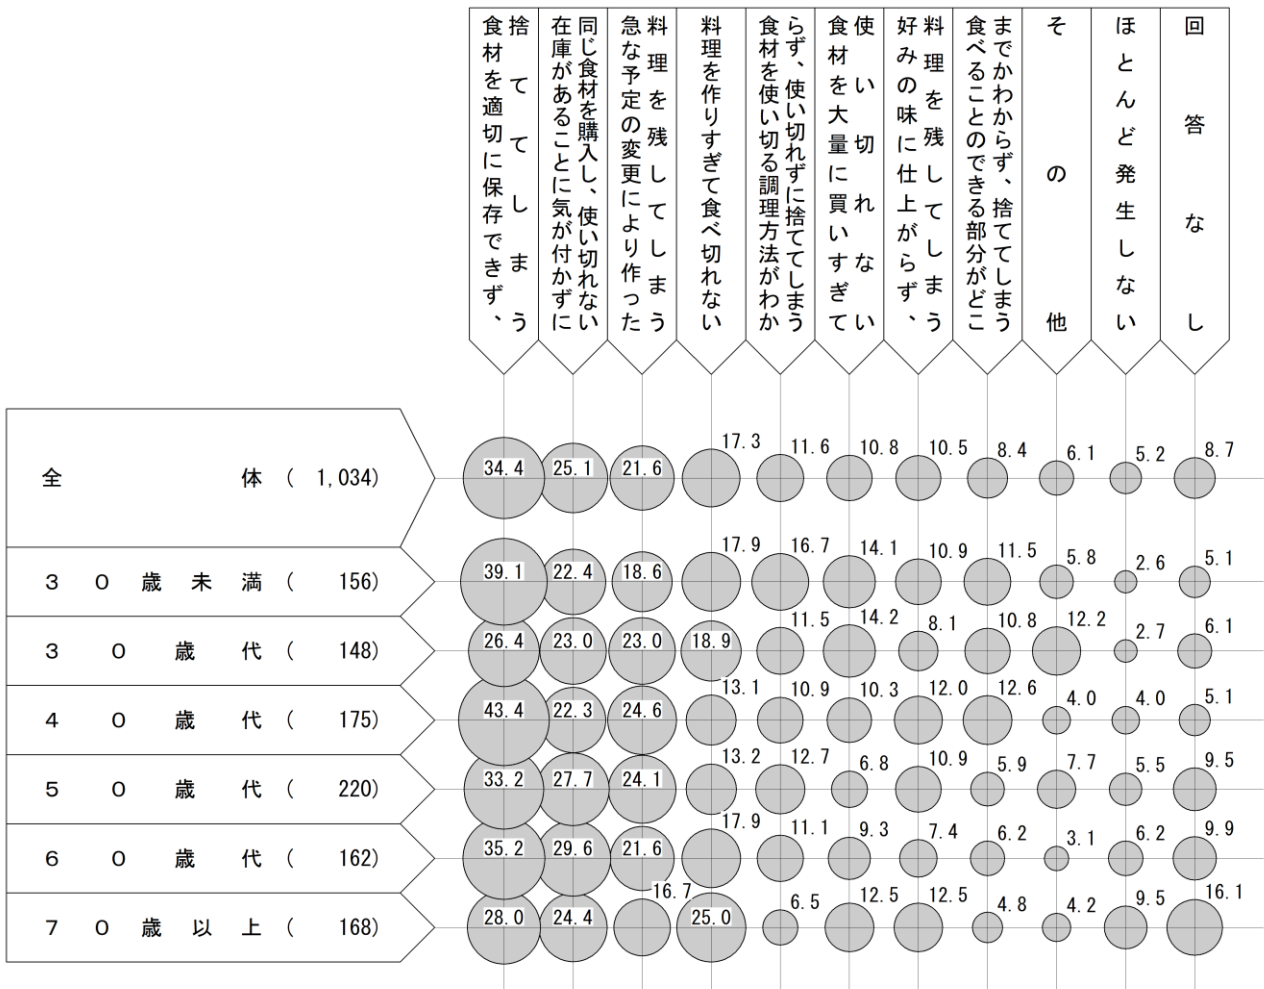 食材を適切に保存できず、
捨ててしまう
在庫があることに気が付かずに
同じ食材を購入し、使い切れない
急な予定の変更により作った
料理を残してしまう
料理を作りすぎて食べ切れない
食材を使い切る調理方法がわか
らず、使い切れずに捨ててしまう
食材を大量に買いすぎて
使い切れない
好みの味に仕上がらず、
料理を残してしまう
食べることのできる部分がどこ
までかわからず、捨ててしまう
その他
ほとんど発生しない
回答なし
全体( 1,034) 34.4 25.1 21.6 17.3 11.6 10.8 10.5 8.4 6.1 5.2 8.7
30歳未満( 156) 39.1 22.4 18.6 17.9 16.7 14.1 10.9 11.5 5.8 2.6 5.1
30歳代( 148) 26.4 23.0 23.0 18.9 11.5 14.2 8.1 10.8 12.2 2.7 6.1
40歳代( 175) 43.4 22.3 24.6 13.1 10.9 10.3 12.0 12.6 4.0 4.0 5.1
50歳代( 220) 33.2 27.7 24.1 13.2 12.7 6.8 10.9 5.9 7.7 5.5 9.5
60歳代( 162) 35.2 29.6 21.6 17.9 11.1 9.3 7.4 6.2 3.1 6.2 9.9
70歳以上( 168) 28.0 24.4 16.7 25.0 6.5 12.5 12.5 4.8 4.2 9.5 16.1